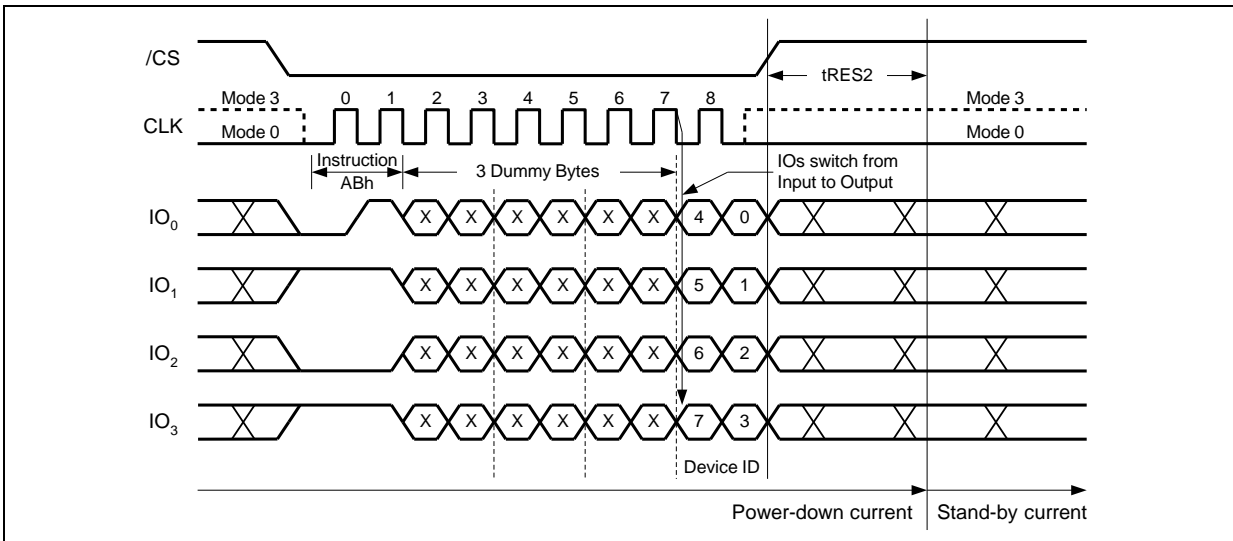 /CS
tRES2
Mode 3 0 1 2 3 4 5 6 7 8 Mode 3
CLK
Mode 0 Mode 0
Instruction
ABh
3 Dummy Bytes
IOs switch from
Input to Output
IO0 X X X X X X 4 0
IO1 X X X X X X 5 1
IO2 X X X X X X 6 2
IO3 X X X X X X 7 3
Device ID
Power-down current Stand-by current